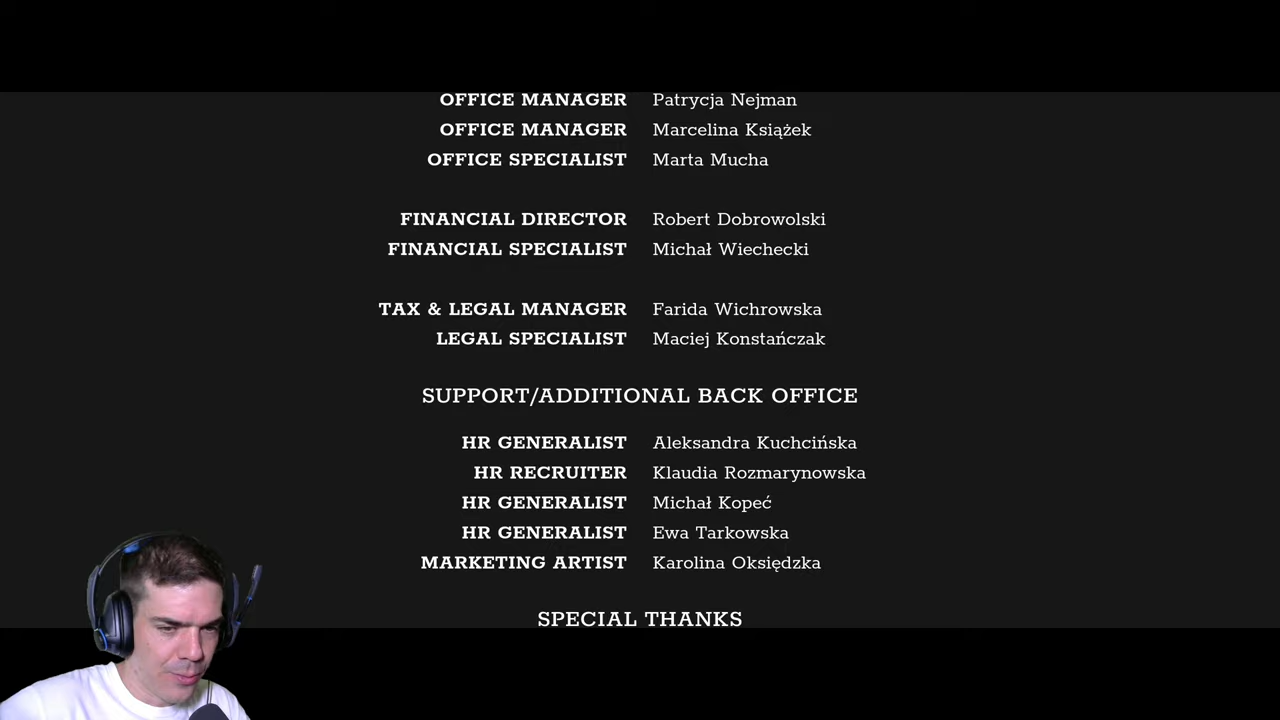 OFFICE MANAGER Patrycja Nejman
OFFICE MANAGER Marcelina Książek
OFFICE SPECIALIST Marta Mucha
FINANCIAL DIRECTOR Robert Dobrowolski
FINANCIAL SPECIALIST Michał Wiechecki
TAX & LEGAL MANAGER Farida Wichrowska
LEGAL SPECIALIST Maciej Konstańczak
SUPPORT/ADDITIONAL BACK OFFICE
HR GENERALIST Aleksandra Kuchcińska
HR RECRUITER Klaudia Rozmarynowska
HR GENERALIST Michał Kopeć
HR GENERALIST Ewa Tarkowska
MARKETING ARTIST Karolina Oksiędzka
SPECIAL THANKS